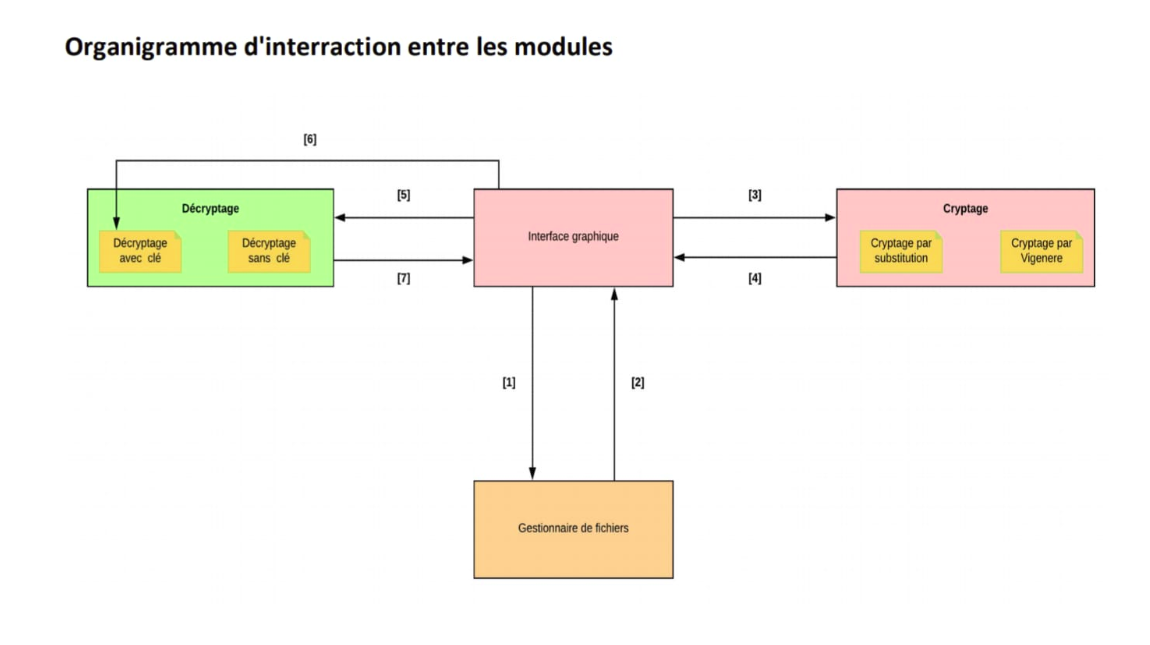 Organigramme d'interraction entre les modules
[6]
[5]
[3]
Décryptage
Cryptage
Interface graphique
Décryptage
avec clé
Décryptage
sans clé
Cryptage par
substitution
Cryptage par
Vigenere
[7]
[4]
[1]
[2]
Gestionnaire de fichiers